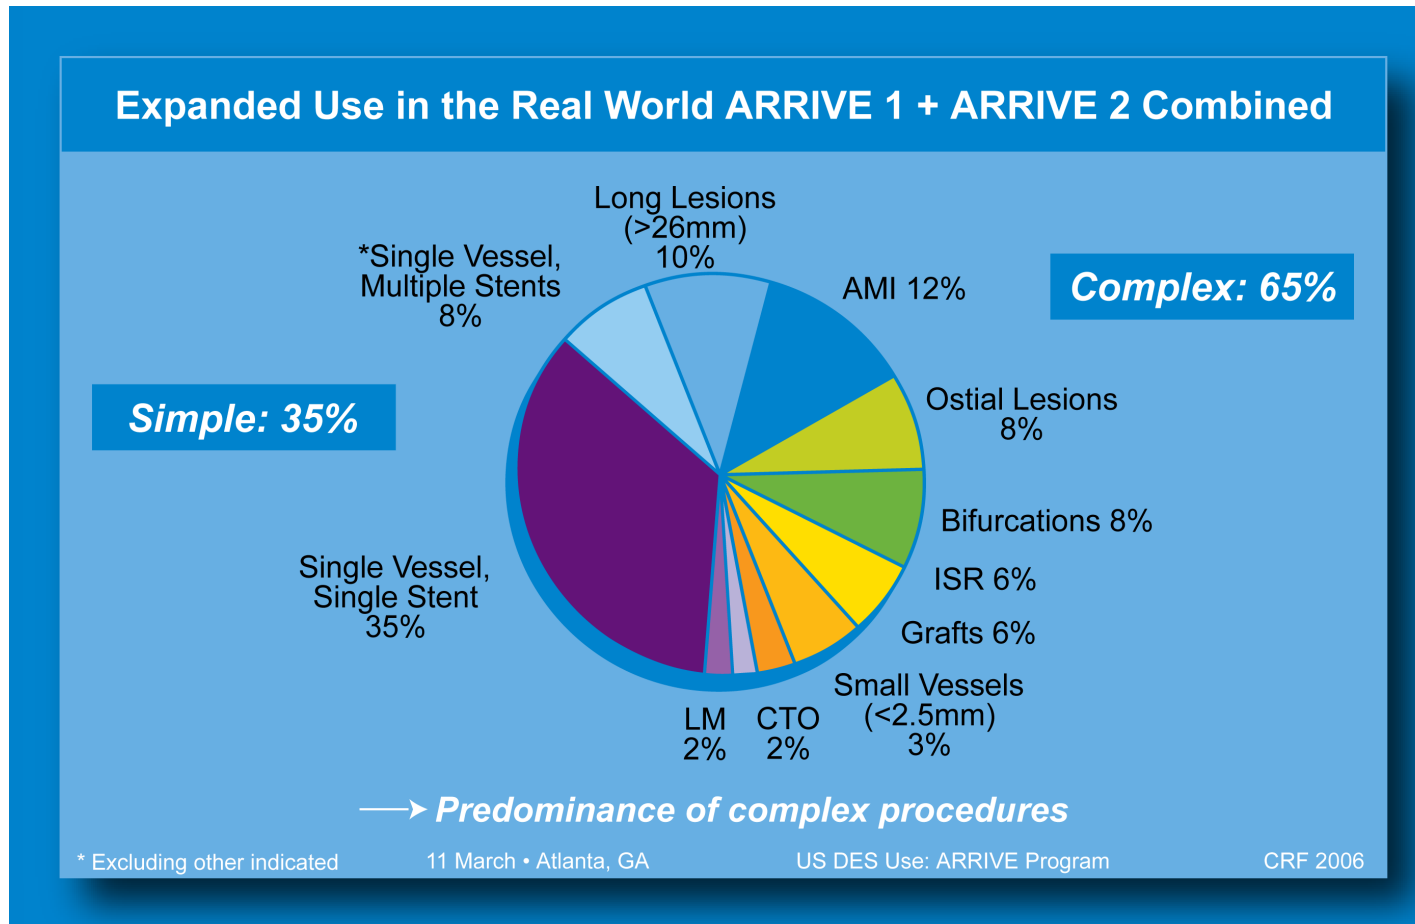 Expanded Use in the Real World ARRIVE 1 + ARRIVE 2 Combined
Long Lesions
(>26mm)
10%
*Single Vessel,
Multiple Stents
8%
AMI 12%
Complex: 65%
Simple: 35%
Ostial Lesions
8%
Bifurcations 8%
ISR 6%
Grafts 6%
Single Vessel,
Single Stent
35%
Small Vessels
(<2.5mm)
3%
LM
2%
CTO
2%
Predominance of complex procedures
* Excluding other indicated
11 March • Atlanta, GA
US DES Use: ARRIVE Program
CRF 2006